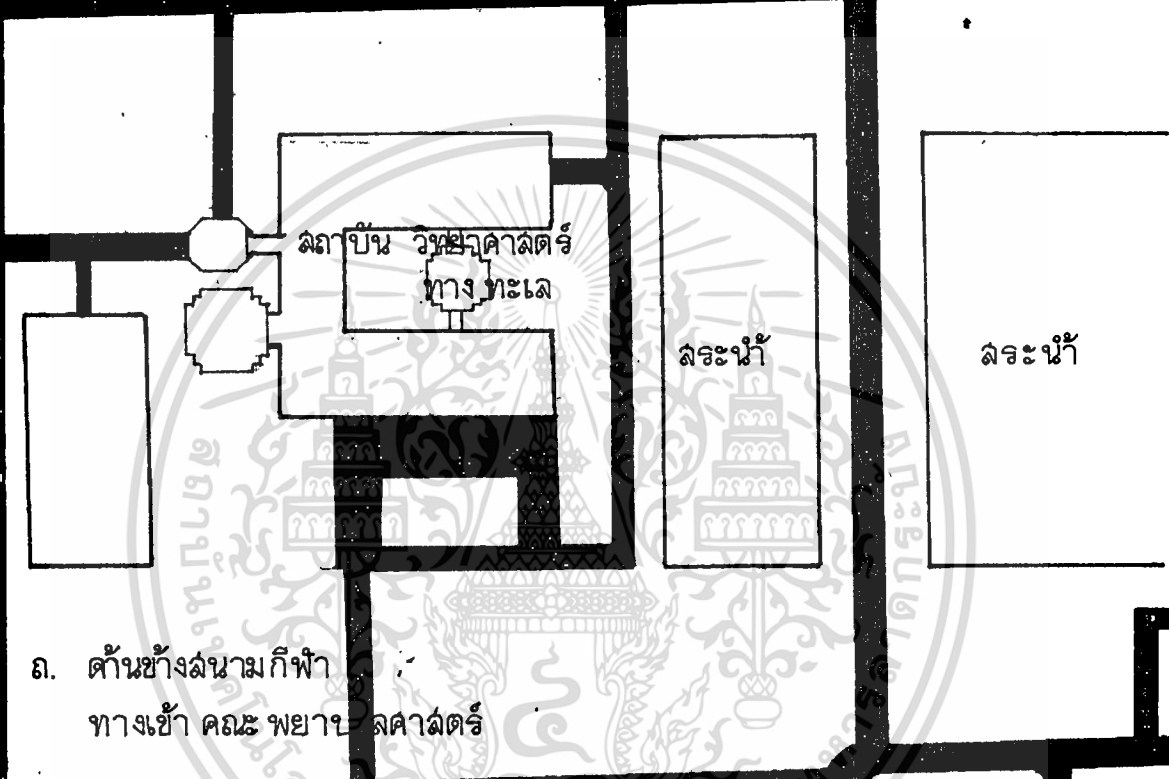 สถาบัน วิทยาศาสตร์
ทาง ทะเล
สระน้ำ
สระน้ำ
ถ. ด้านข้างสนามกีฬา
ทางเข้า คณะ พยาบาลศาสตร์